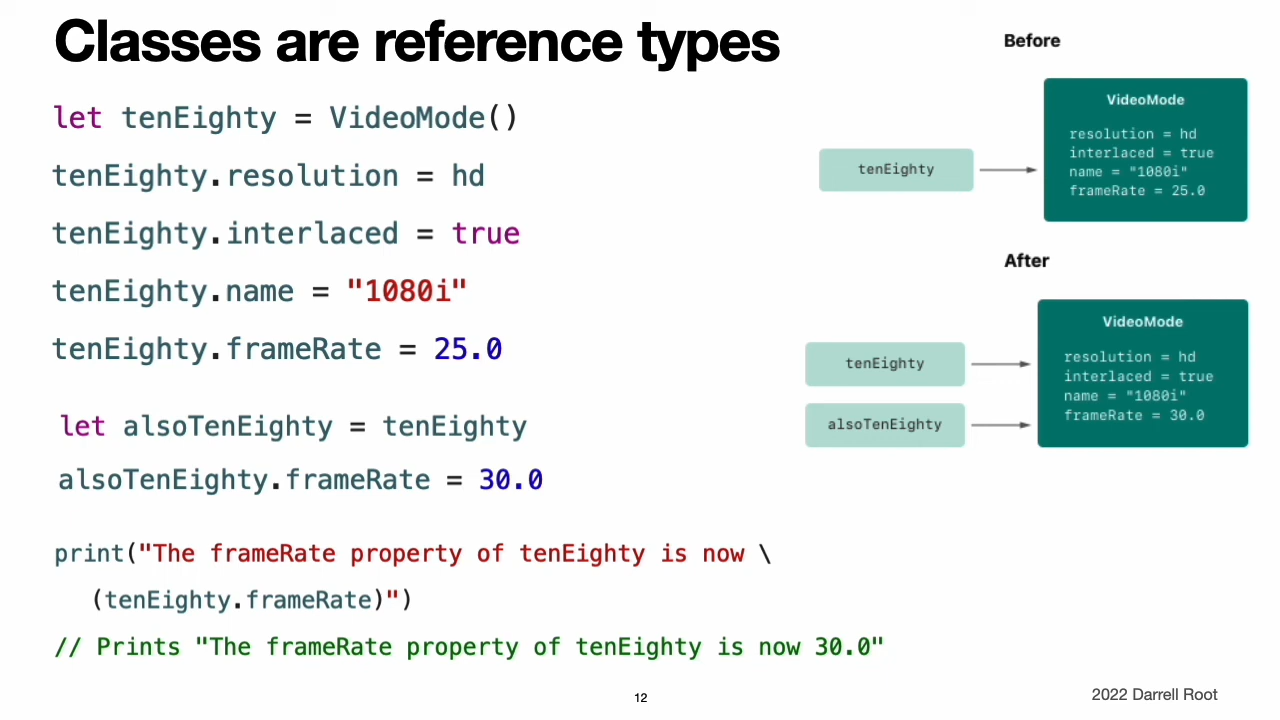 Classes are reference types
let tenEighty = VideoMode()
tenEighty.resolution = hd
tenEighty.interlaced = true
tenEighty.name = "1080i"
tenEighty.frameRate = 25.0
let alsoTenEighty = tenEighty
alsoTenEighty.frameRate = 30.0
print("The frameRate property of tenEighty is now \
(tenEighty.frameRate)")
// Prints "The frameRate property of tenEighty is now 30.0"
Before
tenEighty
VideoMode
resolution = hd
interlaced = true
name = "1080i"
frameRate = 25.0
After
tenEighty
alsoTenEighty
VideoMode
resolution = hd
interlaced = true
name = "1080i"
frameRate = 30.0
12
2022 Darrell Root